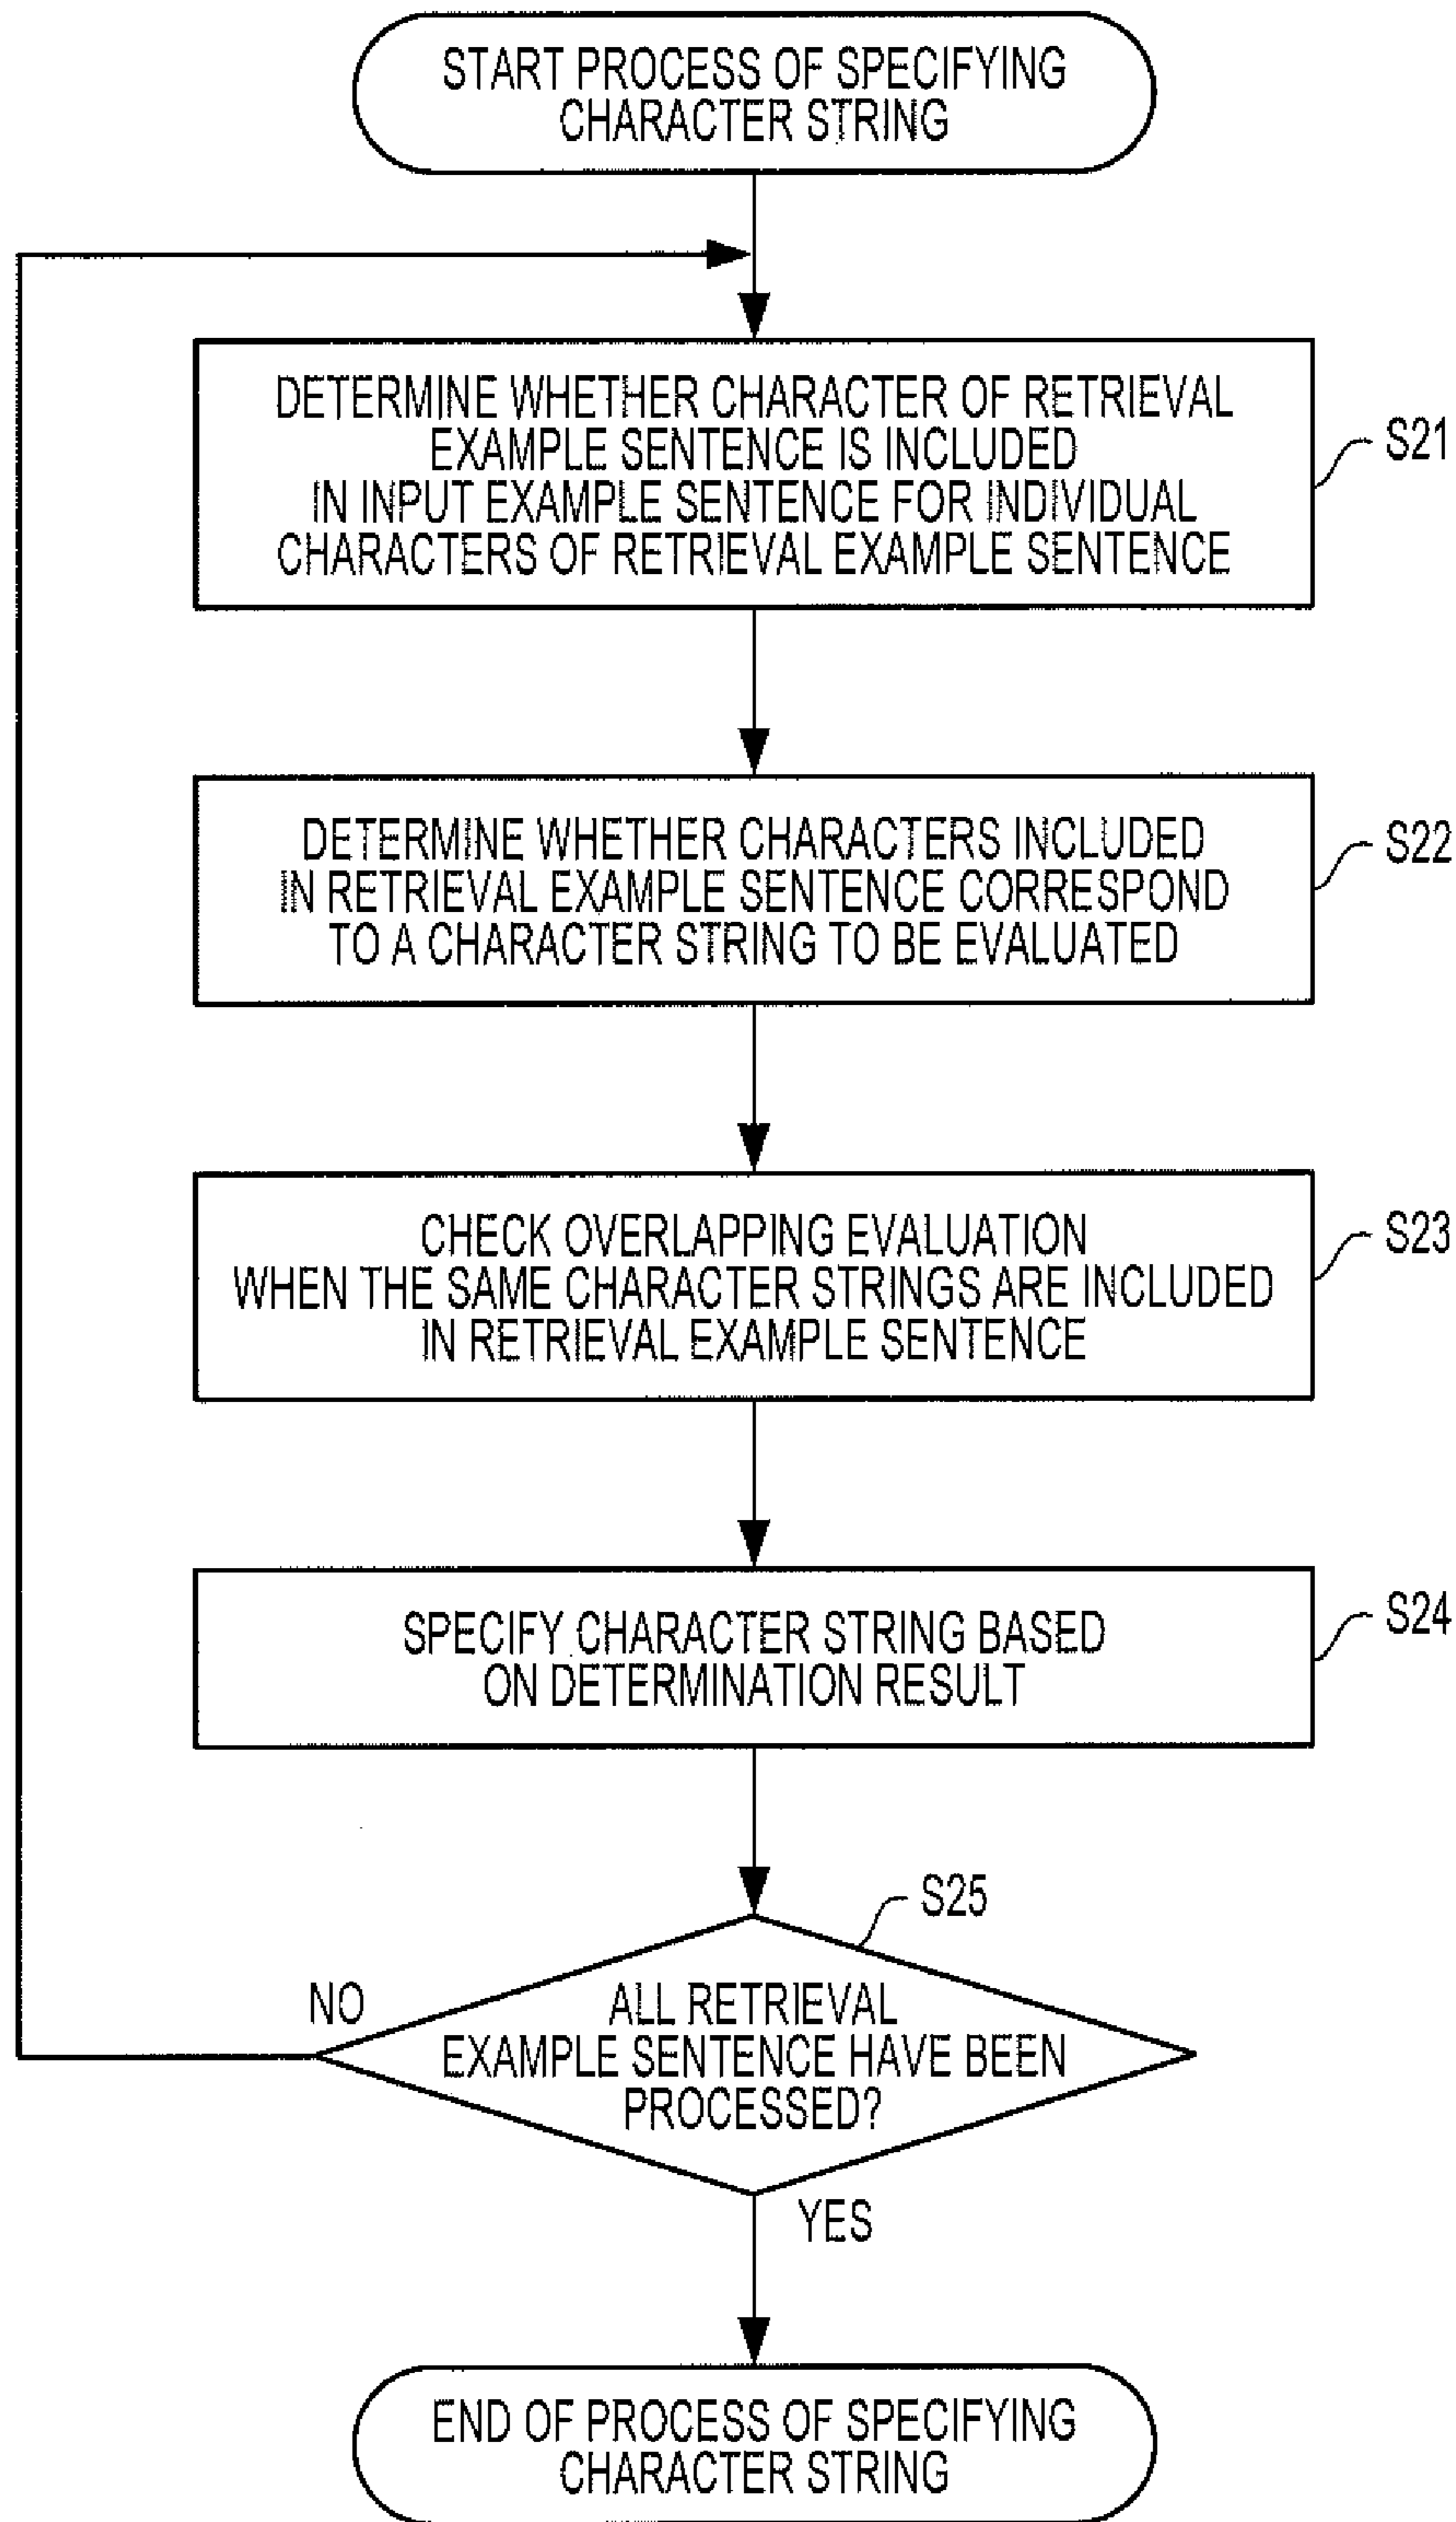 START PROCESS OF SPECIFYING
CHARACTER STRING
DETERMINE WHETHER CHARACTER OF RETRIEVAL
EXAMPLE SENTENCE IS INCLUDED
IN INPUT EXAMPLE SENTENCE FOR INDIVIDUAL
CHARACTERS OF RETRIEVAL EXAMPLE SENTENCE
S21
DETERMINE WHETHER CHARACTERS INCLUDED
IN RETRIEVAL EXAMPLE SENTENCE CORRESPOND
TO A CHARACTER STRING TO BE EVALUATED
S22
CHECK OVERLAPPING EVALUATION
WHEN THE SAME CHARACTER STRINGS ARE INCLUDED
IN RETRIEVAL EXAMPLE SENTENCE
S23
SPECIFY CHARACTER STRING BASED
ON DETERMINATION RESULT
S24
S25
NO
ALL RETRIEVAL
EXAMPLE SENTENCE HAVE BEEN
PROCESSED?
YES
END OF PROCESS OF SPECIFYING
CHARACTER STRING